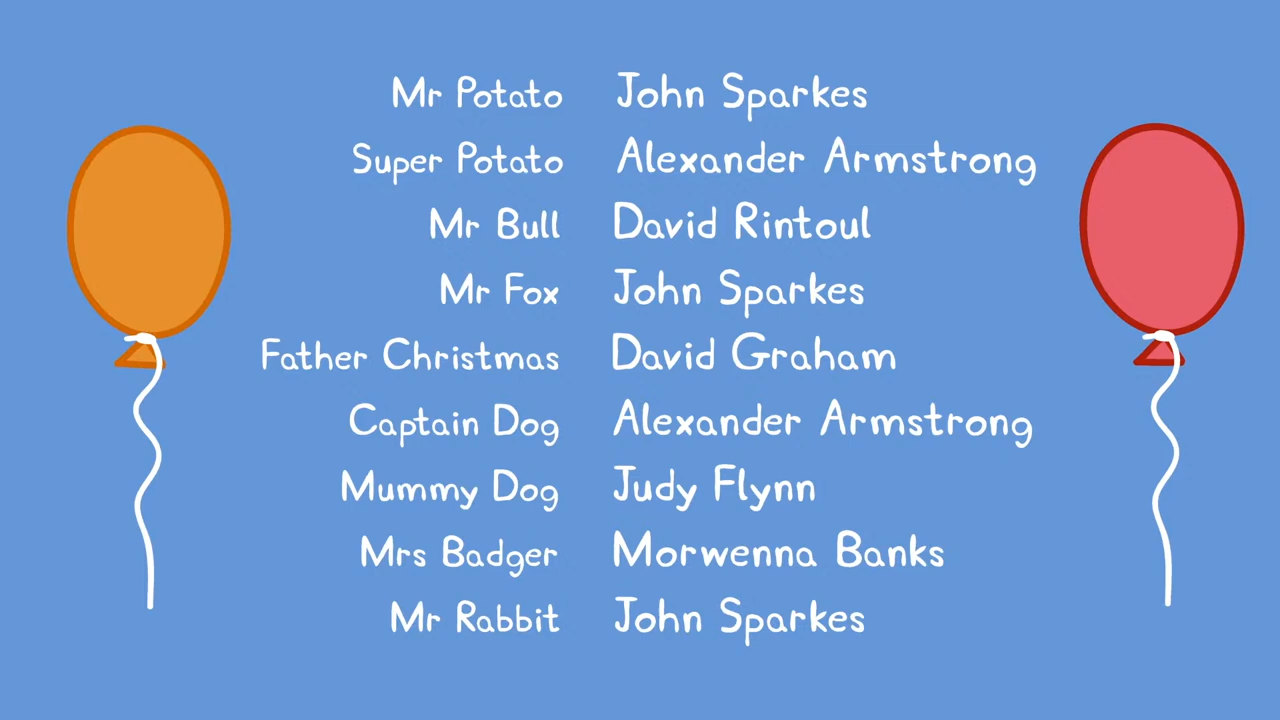 Mr Potato John Sparkes
Super Potato Alexander Armstrong
Mr Bull David Rintoul
Mr Fox John Sparkes
Father Christmas David Graham
Captain Dog Alexander Armstrong
Mummy Dog Judy Flynn
Mrs Badger Morwenna Banks
Mr Rabbit John Sparkes